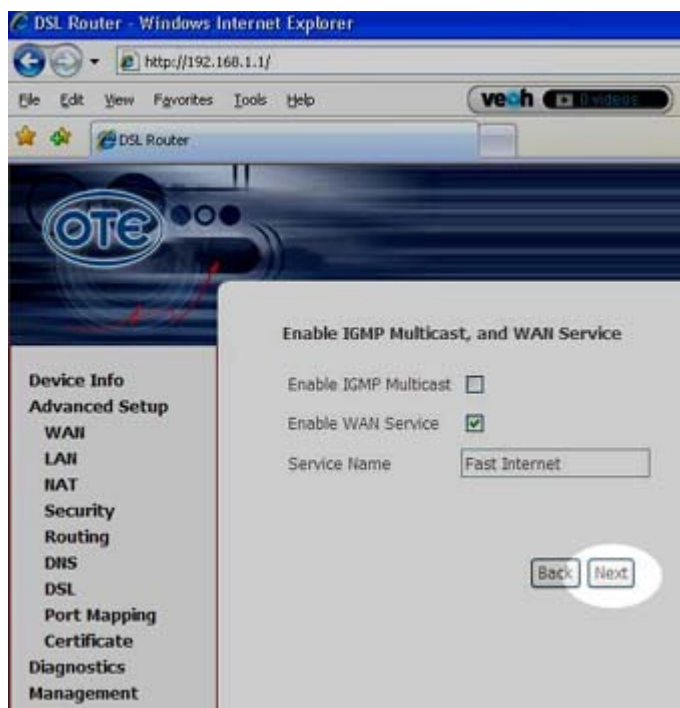 DSL Router - Windows Internet Explorer
http://192.168.1.1/
File Edit View Favorites Tools Help
veoh 0 videos
DSL Router
OTE
Enable IGMP Multicast, and WAN Service
Enable IGMP Multicast
Enable WAN Service
Service Name Fast Internet
Back Next
Device Info
Advanced Setup
WAN
LAN
NAT
Security
Routing
DNS
DSL
Port Mapping
Certificate
Diagnostics
Management